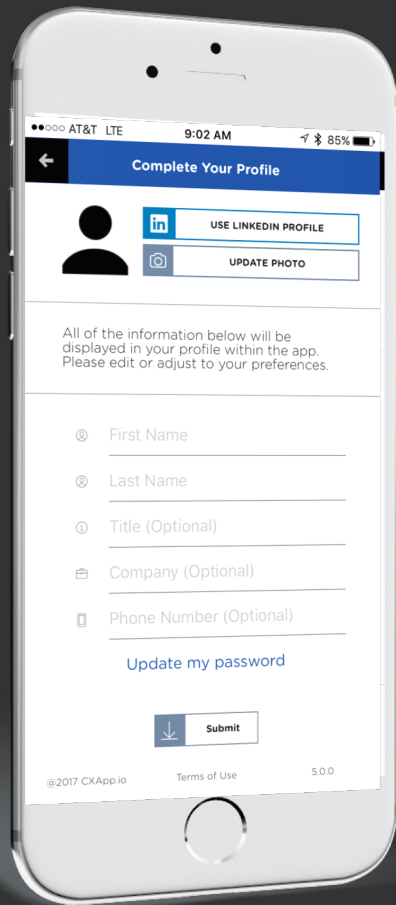 AT&T LTE 9:02 AM 85%
Complete Your Profile
in USE LINKEDIN PROFILE
UPDATE PHOTO
All of the information below will be
displayed in your profile within the app.
Please edit or adjust to your preferences.
First Name
Last Name
Title (Optional)
Company (Optional)
Phone Number (Optional)
Update my password
Submit
@2017 CXApp.io Terms of Use 5.0.0